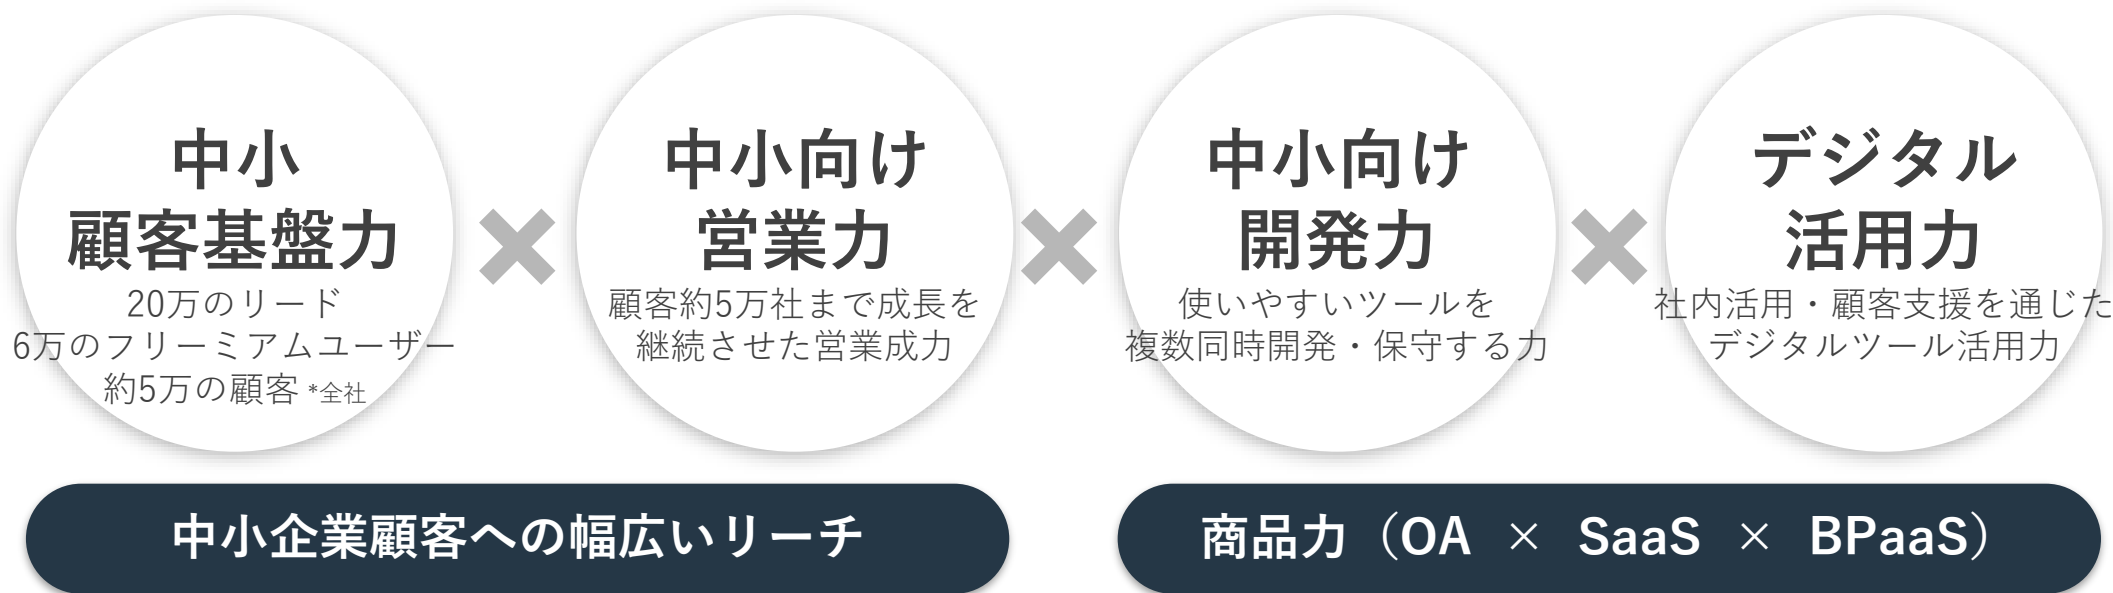 中小
顧客基盤力
20万のリード
6万のフリーミアムユーザー
約5万の顧客 *全社
×
中小向け
営業力
顧客約5万社まで成長を
継続させた営業成力
×
中小向け
開発力
使いやすいツールを
複数同時開発・保守する力
×
デジタル
活用力
社内活用・顧客支援を通じた
デジタルツール活用力
中小企業顧客への幅広いリーチ
商品力（OA × SaaS × BPaaS）